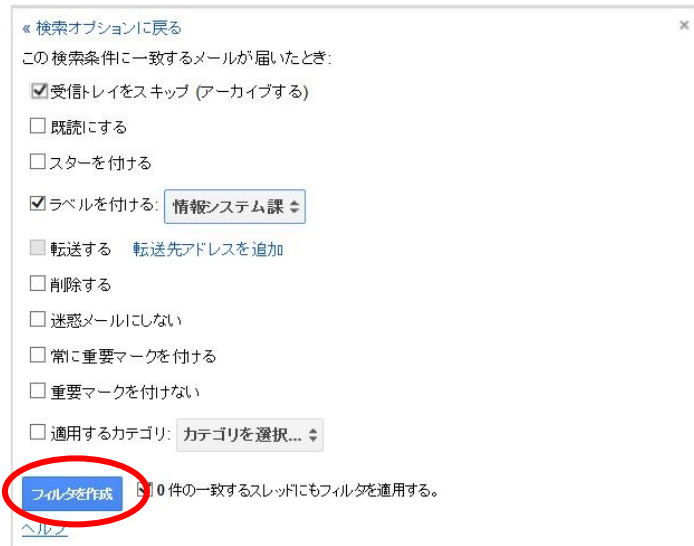 « 検索オプションに戻る ×
この検索条件に一致するメールが届いたとき:
受信トレイをスキップ (アーカイブする)
既読にする
スターを付ける
ラベルを付ける: 情報システム課
転送する 転送先アドレスを追加
削除する
迷惑メールにしない
常に重要マークを付ける
重要マークを付けない
適用するカテゴリ: カテゴリを選択...
フィルタを作成 0 件の一致するスレッドにもフィルタを適用する。
ヘルプ